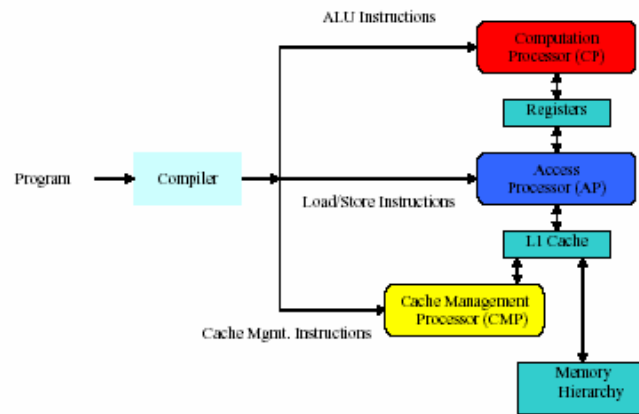 ALU Instructions
Computation
Processor (CP)
Registers
Program
Compiler
Access
Processor (AP)
Load/Store Instructions
L1 Cache
Cache Management
Processor (CMP)
Cache Mgmt. Instructions
Memory
Hierarchy